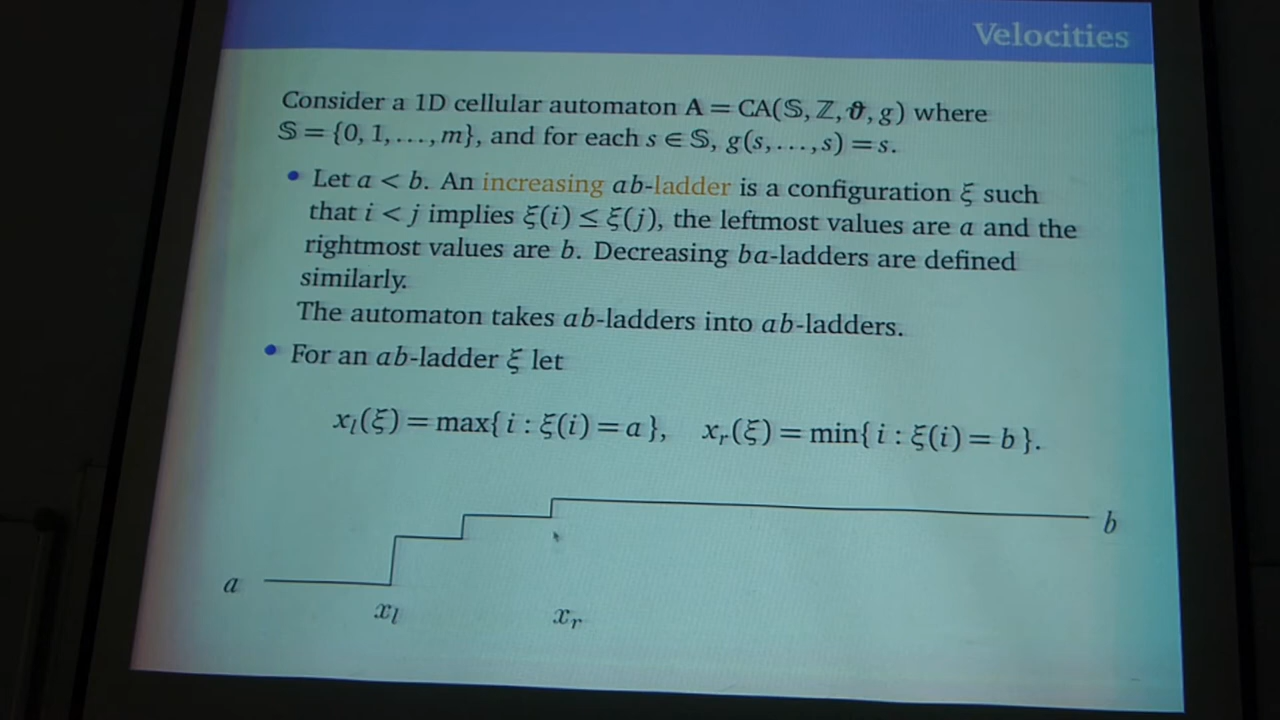 Velocities
Consider a 1D cellular automaton A = CA(𝕊, ℤ, ϑ, g) where
𝕊 = {0, 1, …, m}, and for each s ∈ 𝕊, g(s, …, s) = s.
• Let a < b. An increasing ab-ladder is a configuration ξ such
that i < j implies ξ(i) ≤ ξ(j), the leftmost values are a and the
rightmost values are b. Decreasing ba-ladders are defined
similarly.
The automaton takes ab-ladders into ab-ladders.
• For an ab-ladder ξ let
x_l(ξ) = max{ i : ξ(i) = a }, x_r(ξ) = min{ i : ξ(i) = b }.
b
a
x_l x_r